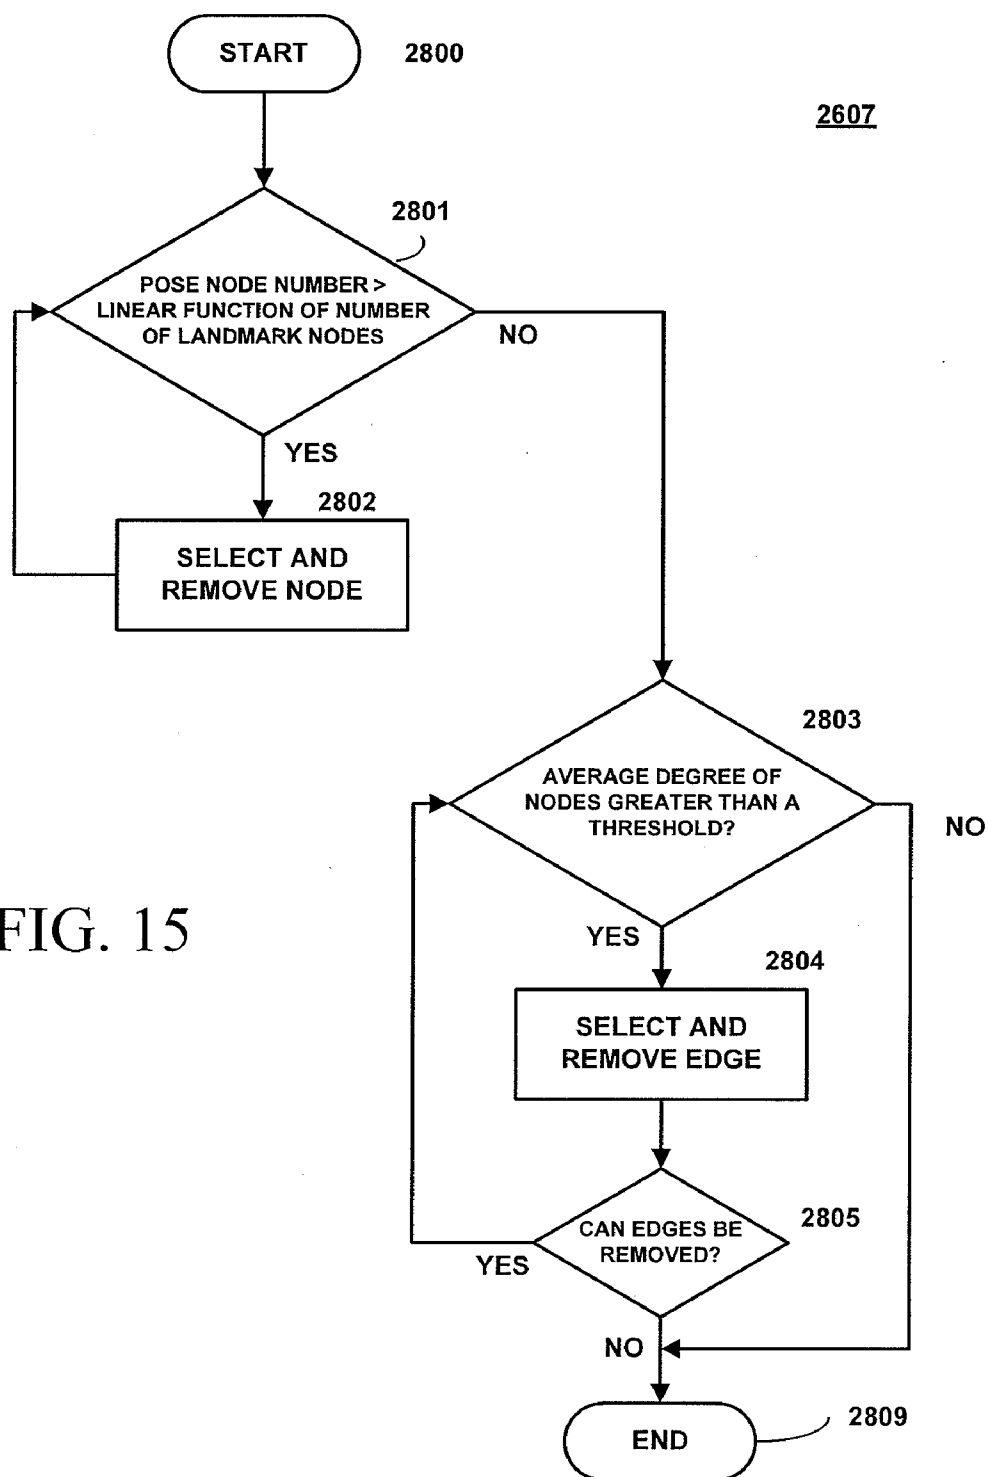 START
2800
2607
2801
POSE NODE NUMBER >
LINEAR FUNCTION OF NUMBER
OF LANDMARK NODES
NO
YES
2802
SELECT AND
REMOVE NODE
2803
AVERAGE DEGREE OF
NODES GREATER THAN A
THRESHOLD?
NO
YES
FIG. 15
2804
SELECT AND
REMOVE EDGE
2805
CAN EDGES BE
REMOVED?
YES
NO
END
2809